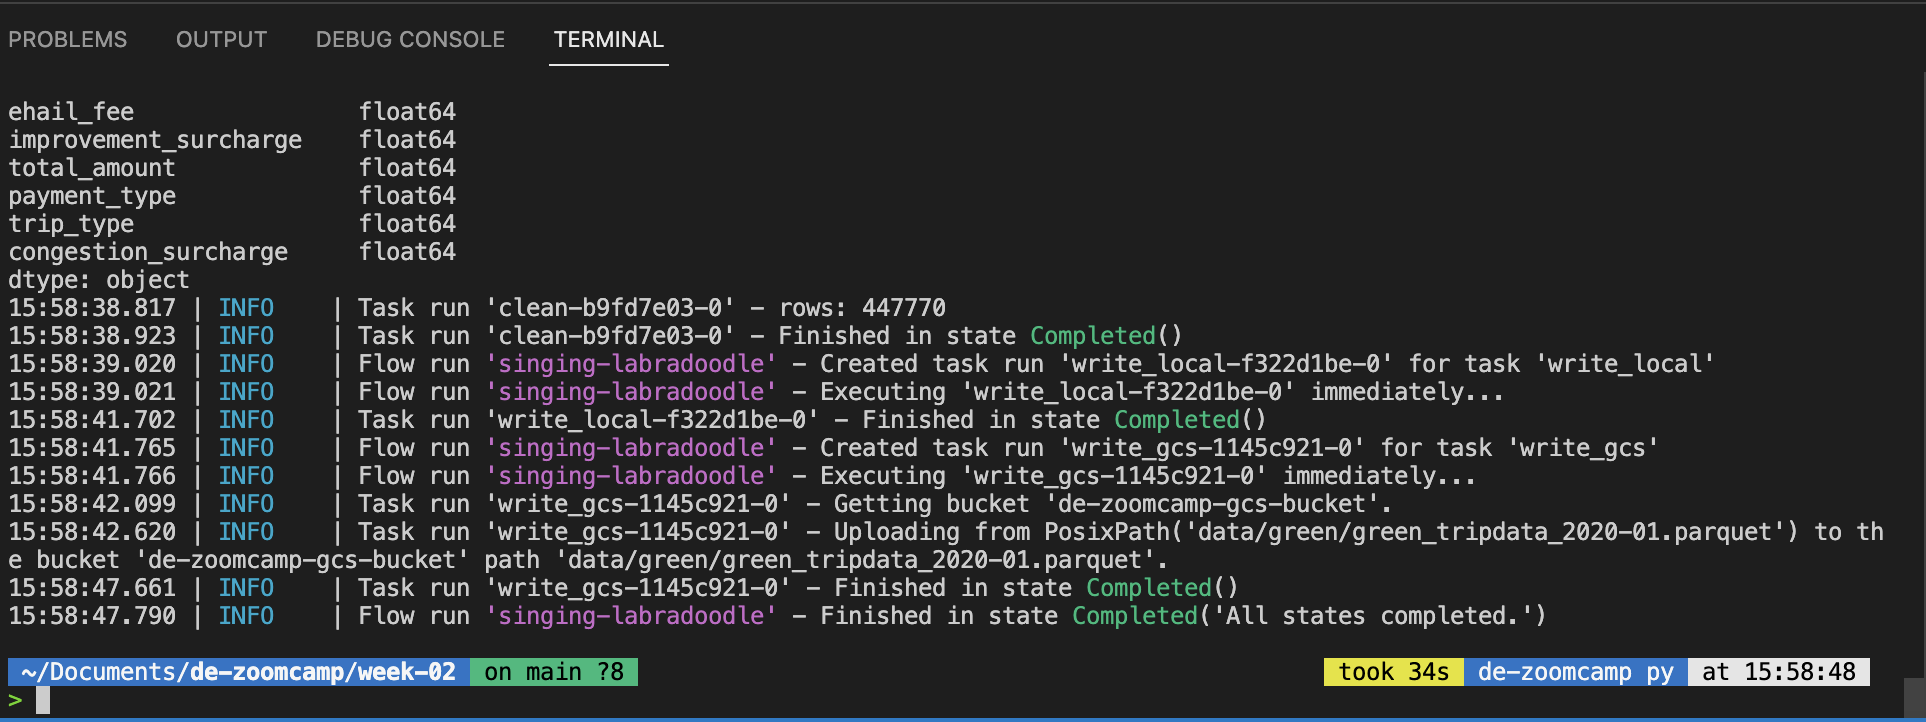 PROBLEMS OUTPUT DEBUG CONSOLE TERMINAL
ehail_fee float64
improvement_surcharge float64
total_amount float64
payment_type float64
trip_type float64
congestion_surcharge float64
dtype: object
15:58:38.817 | INFO | Task run 'clean-b9fd7e03-0' - rows: 447770
15:58:38.923 | INFO | Task run 'clean-b9fd7e03-0' - Finished in state Completed()
15:58:39.020 | INFO | Flow run 'singing-labradoodle' - Created task run 'write_local-f322d1be-0' for task 'write_local'
15:58:39.021 | INFO | Flow run 'singing-labradoodle' - Executing 'write_local-f322d1be-0' immediately...
15:58:41.702 | INFO | Task run 'write_local-f322d1be-0' - Finished in state Completed()
15:58:41.765 | INFO | Flow run 'singing-labradoodle' - Created task run 'write_gcs-1145c921-0' for task 'write_gcs'
15:58:41.766 | INFO | Flow run 'singing-labradoodle' - Executing 'write_gcs-1145c921-0' immediately...
15:58:42.099 | INFO | Task run 'write_gcs-1145c921-0' - Getting bucket 'de-zoomcamp-gcs-bucket'.
15:58:42.620 | INFO | Task run 'write_gcs-1145c921-0' - Uploading from PosixPath('data/green/green_tripdata_2020-01.parquet') to th
e bucket 'de-zoomcamp-gcs-bucket' path 'data/green/green_tripdata_2020-01.parquet'.
15:58:47.661 | INFO | Task run 'write_gcs-1145c921-0' - Finished in state Completed()
15:58:47.790 | INFO | Flow run 'singing-labradoodle' - Finished in state Completed('All states completed.')
~/Documents/de-zoomcamp/week-02 on main ?8 took 34s de-zoomcamp py at 15:58:48
>